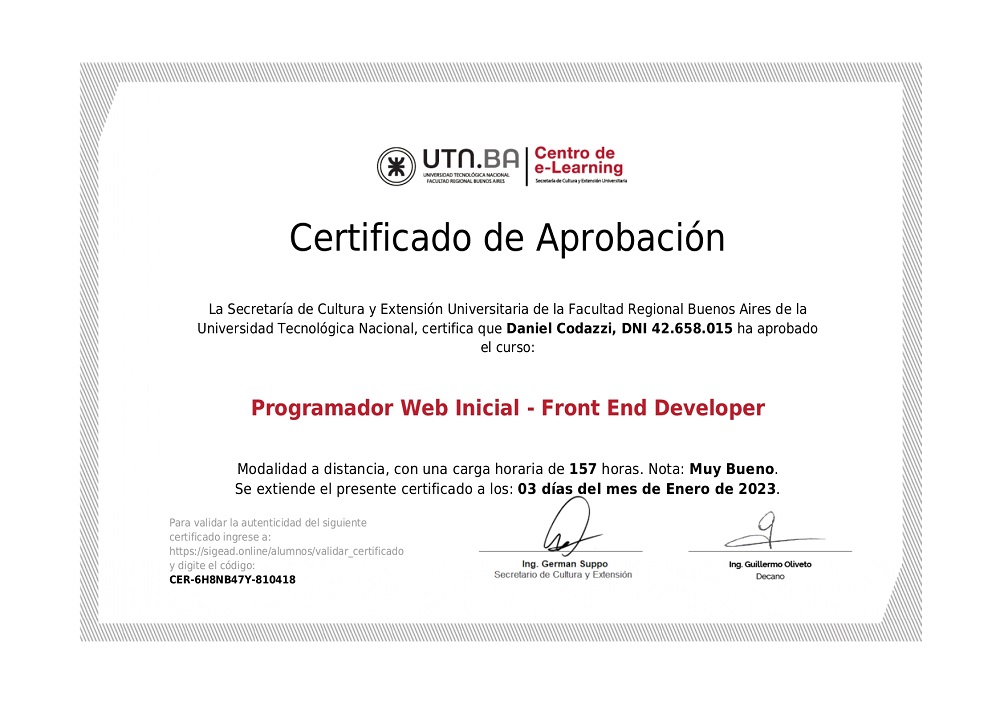 UTN.BA
UNIVERSIDAD TECNOLÓGICA NACIONAL
FACULTAD REGIONAL BUENOS AIRES
Centro de
e-Learning
Secretaría de Cultura y Extensión Universitaria
Certificado de Aprobación
La Secretaría de Cultura y Extensión Universitaria de la Facultad Regional Buenos Aires de la
Universidad Tecnológica Nacional, certifica que Daniel Codazzi, DNI 42.658.015 ha aprobado
el curso:
Programador Web Inicial - Front End Developer
Modalidad a distancia, con una carga horaria de 157 horas. Nota: Muy Bueno.
Se extiende el presente certificado a los: 03 días del mes de Enero de 2023.
Para validar la autenticidad del siguiente
certificado ingrese a:
https://sigead.online/alumnos/validar_certificado
y digite el código:
CER-6H8NB47Y-810418
Ing. German Suppo
Secretario de Cultura y Extensión
Ing. Guillermo Oliveto
Decano